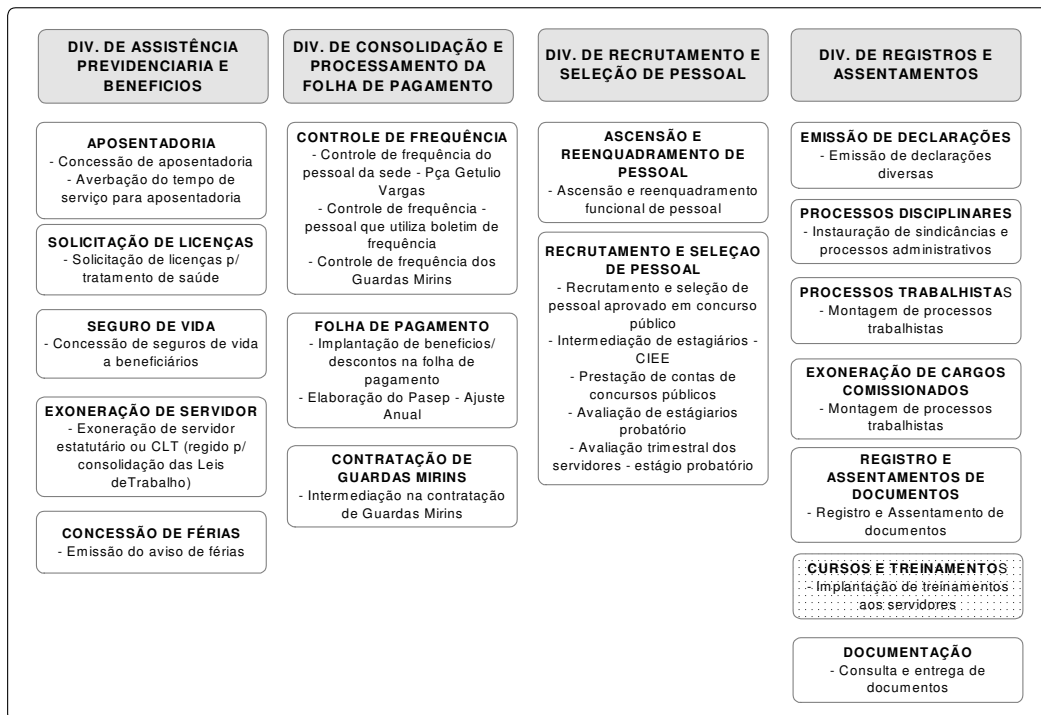 DIV. DE ASSISTÊNCIA
PREVIDENCIARIA E
BENEFICIOS
APOSENTADORIA
- Concessão de aposentadoria
- Averbação do tempo de
serviço para aposentadoria
SOLICITAÇÃO DE LICENÇAS
- Solicitação de licenças p/
tratamento de saúde
SEGURO DE VIDA
- Concessão de seguros de vida
a beneficiários
EXONERAÇÃO DE SERVIDOR
- Exoneração de servidor
estatutário ou CLT (regido p/
consolidação das Leis
deTrabalho)
CONCESSÃO DE FÉRIAS
- Emissão do aviso de férias
DIV. DE CONSOLIDAÇÃO E
PROCESSAMENTO DA
FOLHA DE PAGAMENTO
CONTROLE DE FREQUÊNCIA
- Controle de frequência do
pessoal da sede - Pça Getulio
Vargas
- Controle de frequência -
pessoal que utiliza boletim de
frequência
- Controle de frequência dos
Guardas Mirins
FOLHA DE PAGAMENTO
- Implantação de beneficios/
descontos na folha de
pagamento
- Elaboração do Pasep - Ajuste
Anual
CONTRATAÇÃO DE
GUARDAS MIRINS
- Intermediação na contratação
de Guardas Mirins
DIV. DE RECRUTAMENTO E
SELEÇÃO DE PESSOAL
ASCENSÃO E
REENQUADRAMENTO DE
PESSOAL
- Ascensão e reenquadramento
funcional de pessoal
RECRUTAMENTO E SELEÇAO
DE PESSOAL
- Recrutamento e seleção de
pessoal aprovado em concurso
público
- Intermediação de estagiários -
CIEE
- Prestação de contas de
concursos públicos
- Avaliação de estágiarios
probatório
- Avaliação trimestral dos
servidores - estágio probatório
DIV. DE REGISTROS E
ASSENTAMENTOS
EMISSÃO DE DECLARAÇÕES
- Emissão de declarações
diversas
PROCESSOS DISCIPLINARES
- Instauração de sindicâncias e
processos administrativos
PROCESSOS TRABALHISTAS
- Montagem de processos
trabalhistas
EXONERAÇÃO DE CARGOS
COMISSIONADOS
- Montagem de processos
trabalhistas
REGISTRO E
ASSENTAMENTOS DE
DOCUMENTOS
- Registro e Assentamento de
documentos
CURSOS E TREINAMENTOS
- Implantação de treinamentos
aos servidores
DOCUMENTAÇÃO
- Consulta e entrega de
documentos